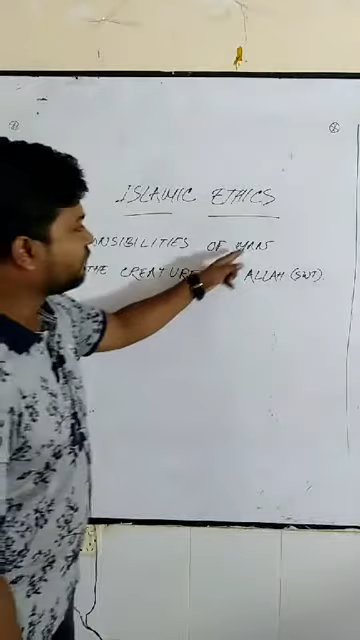 ISLAMIC ETHICS
ONSIBILITIES OF MAN
THE CREATURE ALLAH (SWT).